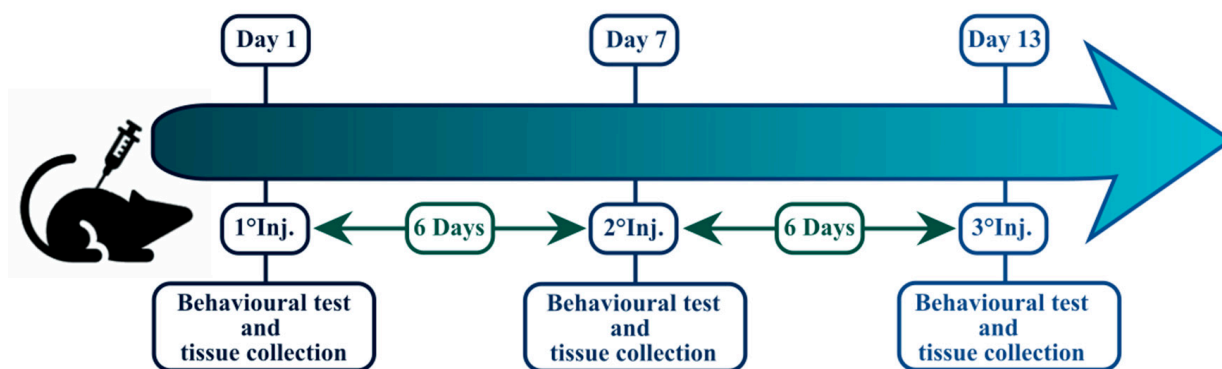 Day 1
Day 7
Day 13
1°Inj.
6 Days
2°Inj.
6 Days
3°Inj.
Behavioural test
and
tissue collection
Behavioural test
and
tissue collection
Behavioural test
and
tissue collection